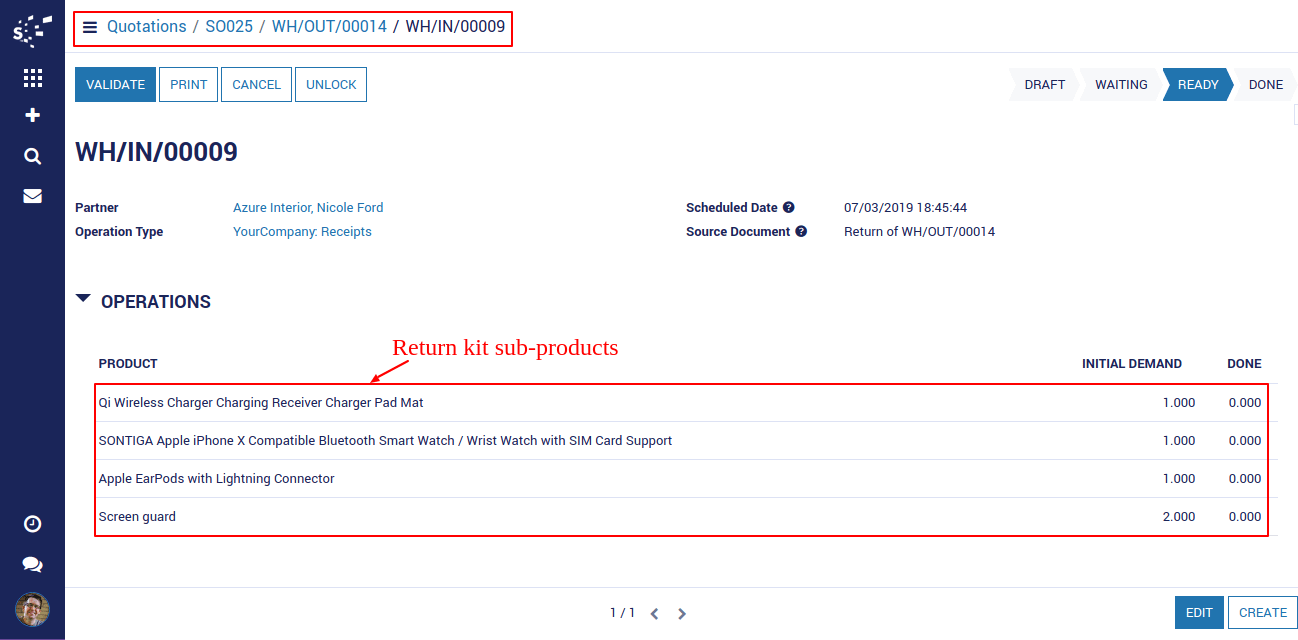 S
Quotations / SO025 / WH/OUT/00014 / WH/IN/00009
VALIDATE PRINT CANCEL UNLOCK DRAFT WAITING READY DONE
WH/IN/00009
Partner Azure Interior, Nicole Ford Scheduled Date ? 07/03/2019 18:45:44
Operation Type YourCompany: Receipts Source Document ? Return of WH/OUT/00014
OPERATIONS
Return kit sub-products
PRODUCT INITIAL DEMAND DONE
Qi Wireless Charger Charging Receiver Charger Pad Mat 1.000 0.000
SONTIGA Apple iPhone X Compatible Bluetooth Smart Watch / Wrist Watch with SIM Card Support 1.000 0.000
Apple EarPods with Lightning Connector 1.000 0.000
Screen guard 2.000 0.000
1 / 1
EDIT CREATE